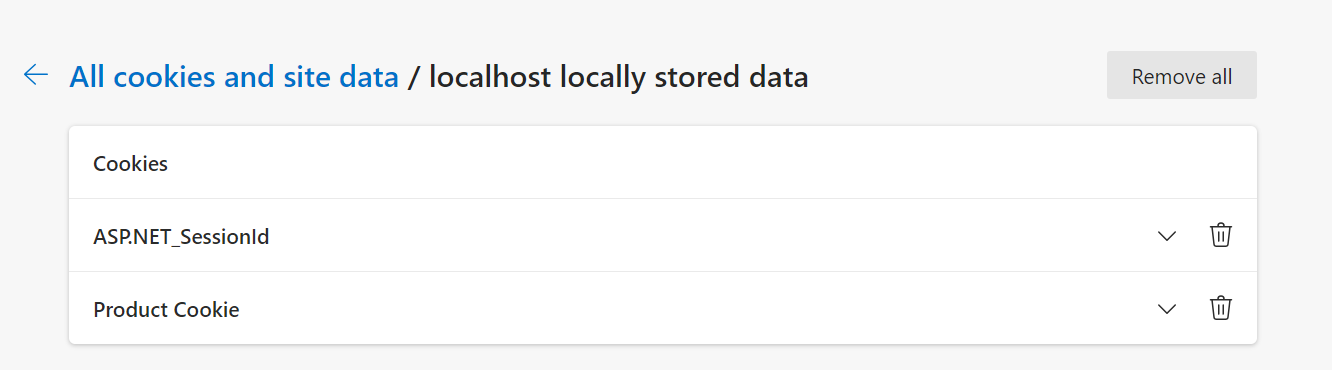 All cookies and site data / localhost locally stored data
Remove all
Cookies
ASP.NET_SessionId
Product Cookie